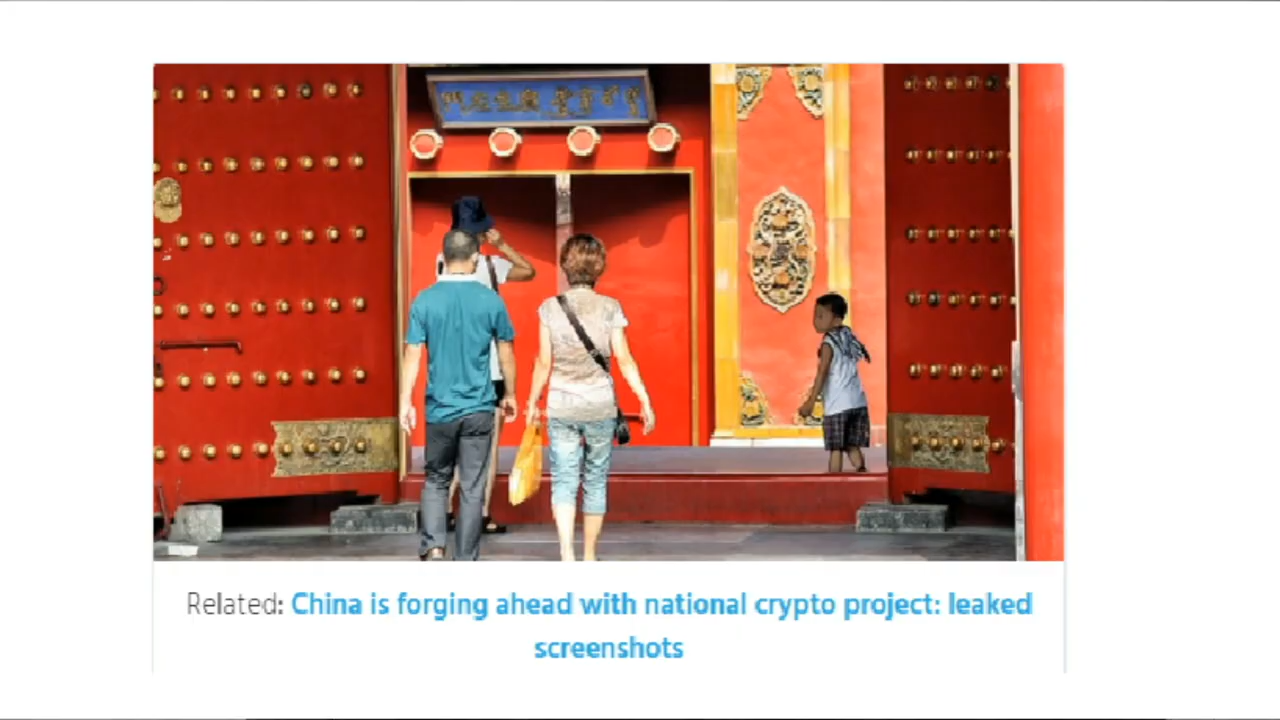 Related: China is forging ahead with national crypto project: leaked
screenshots